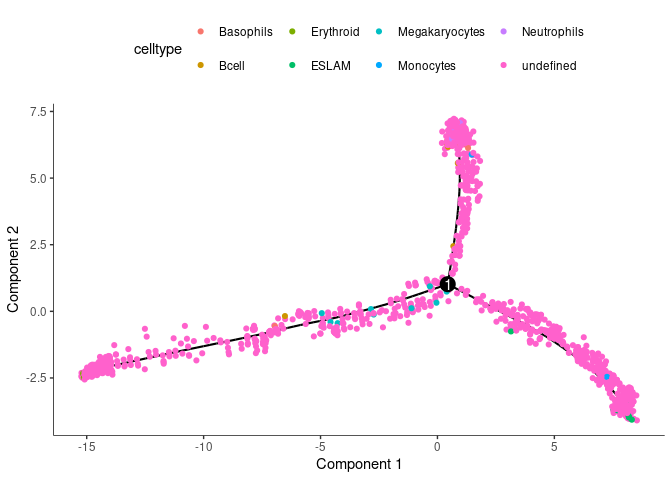 celltype
Basophils Erythroid Megakaryocytes Neutrophils
Bcell ESLAM Monocytes undefined
7.5
5.0
2.5
0.0
-2.5
Component 2
1
-15 -10 -5 0 5
Component 1